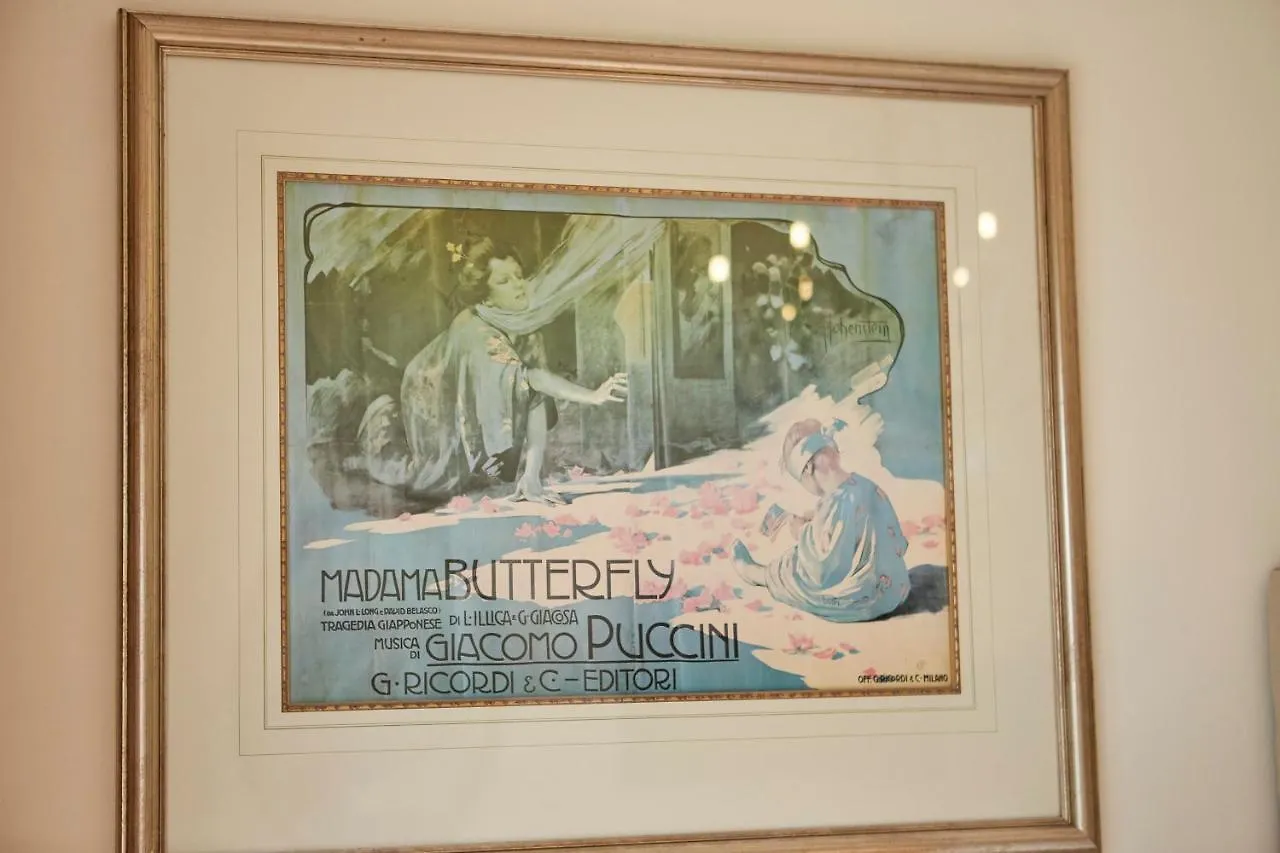 Hohenstein
MADAMA BUTTERFLY
(DA JOHN L. LONG E DAVID BELASCO)
TRAGEDIA GIAPPONESE DI L. ILLICA E G. GIACOSA
MUSICA DI GIACOMO PUCCINI
G. RICORDI & C. - EDITORI
OFF. G. RICORDI & C. - MILANO